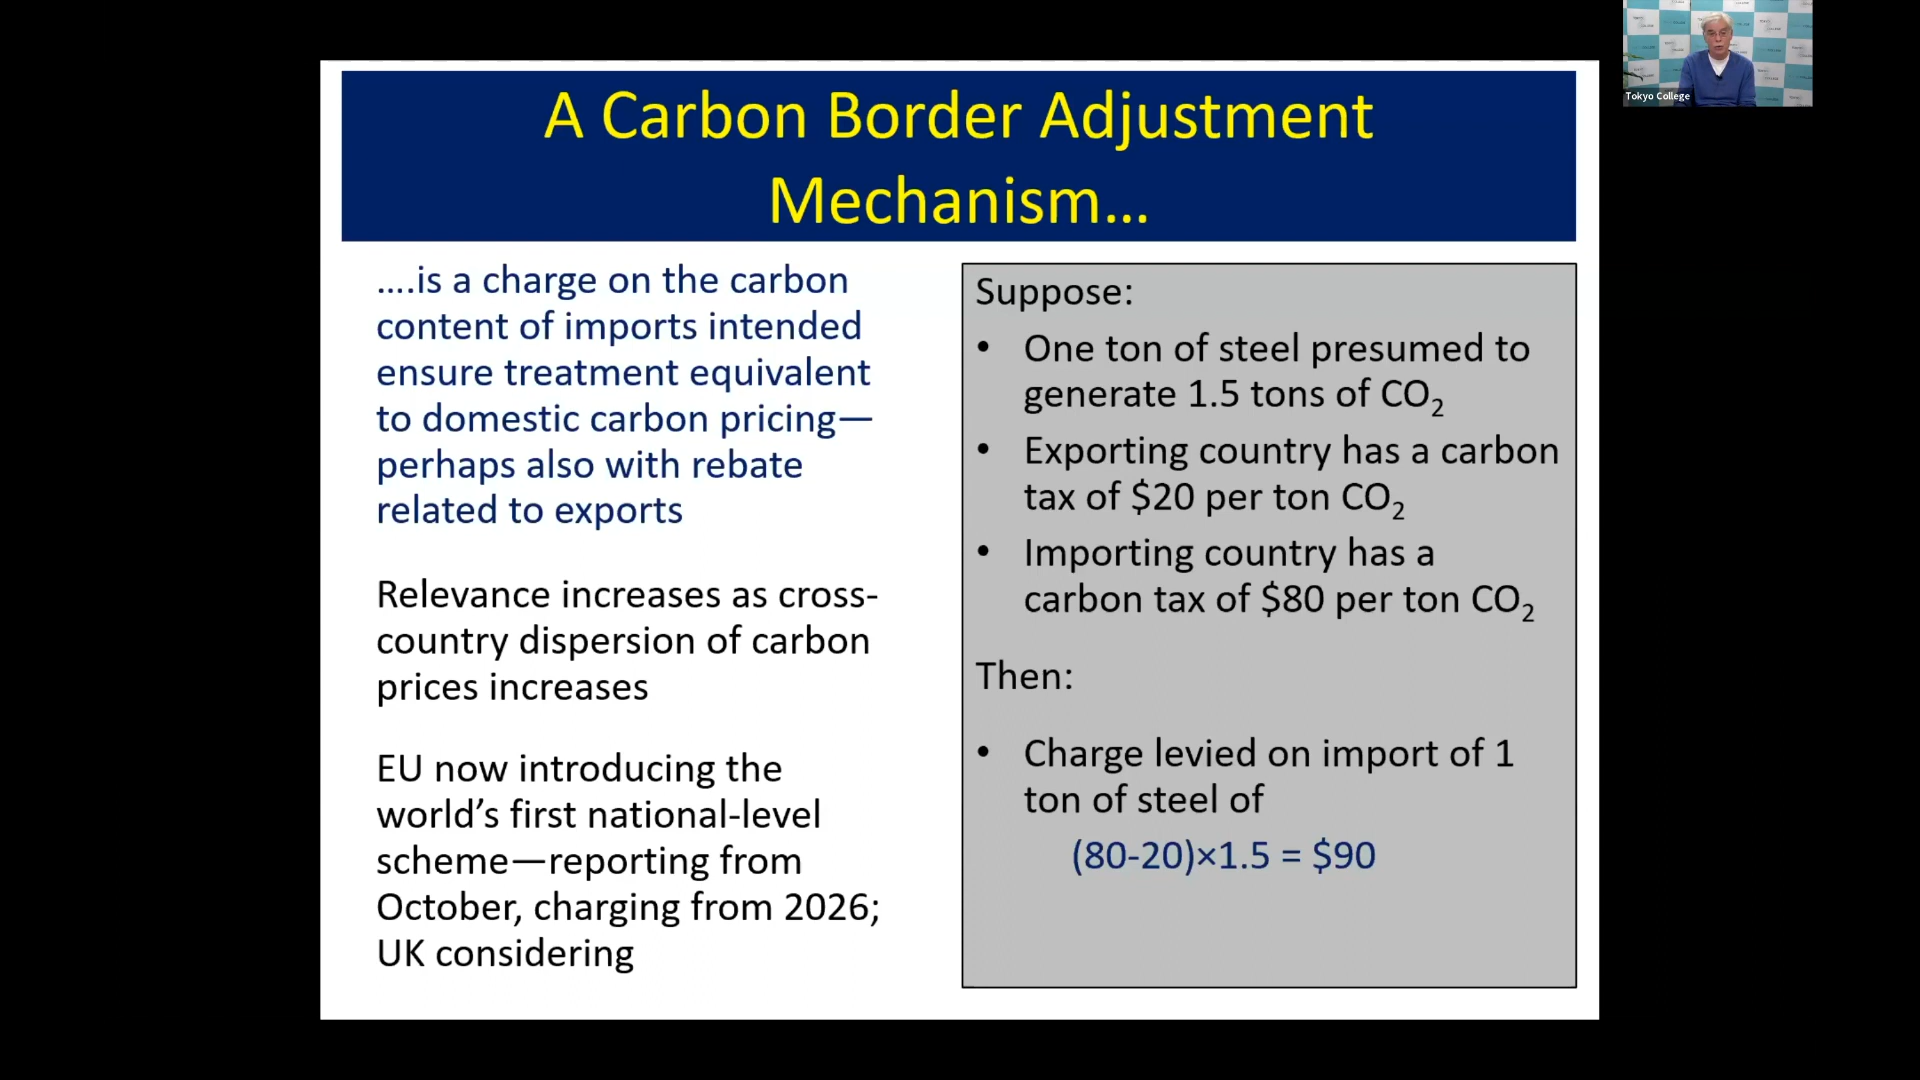 A Carbon Border Adjustment
Mechanism...
....is a charge on the carbon
content of imports intended
ensure treatment equivalent
to domestic carbon pricing—
perhaps also with rebate
related to exports
Relevance increases as cross-
country dispersion of carbon
prices increases
EU now introducing the
world's first national-level
scheme—reporting from
October, charging from 2026;
UK considering
Suppose:
• One ton of steel presumed to
generate 1.5 tons of CO₂
• Exporting country has a carbon
tax of $20 per ton CO₂
• Importing country has a
carbon tax of $80 per ton CO₂
Then:
• Charge levied on import of 1
ton of steel of
(80-20)×1.5 = $90
Tokyo College